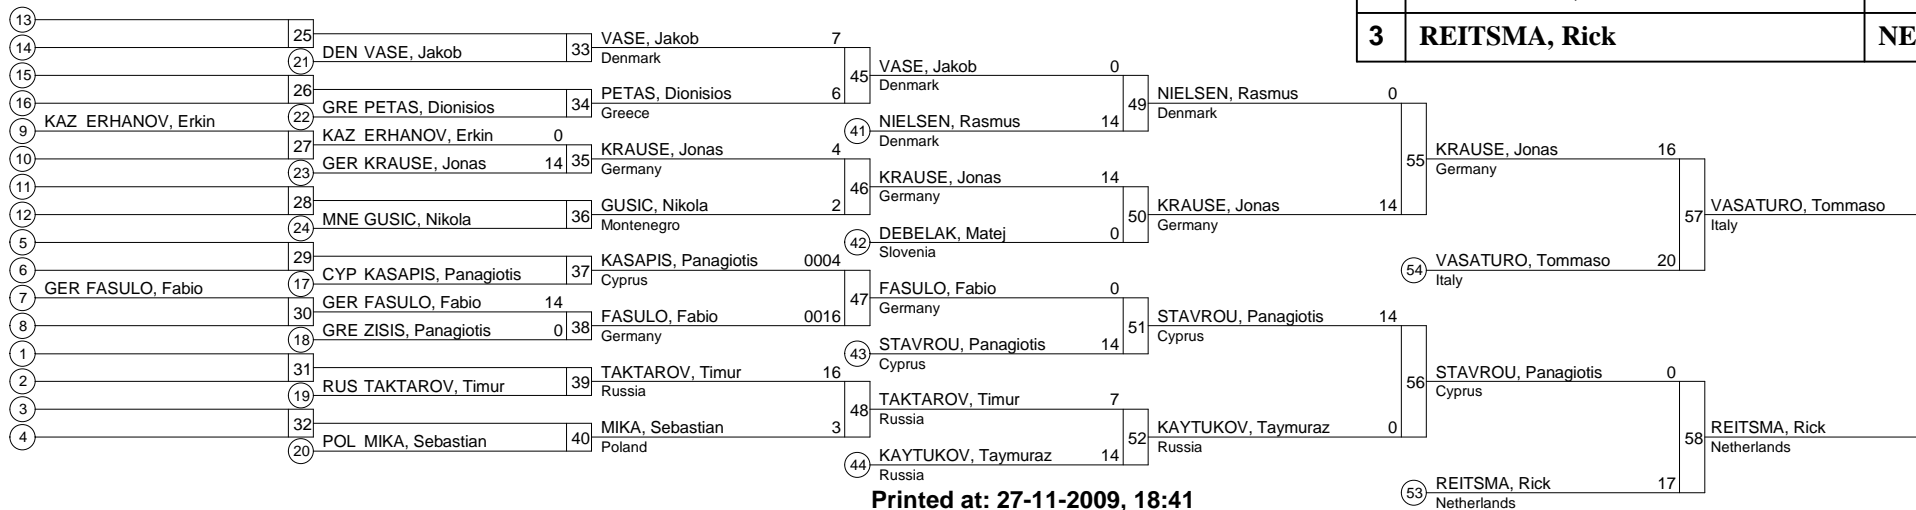 3 REITSMA, Rick NE
13
14
15
16
9 KAZ ERHANOV, Erkin
10
11
12
5
6
7 GER FASULO, Fabio
8
1
2
3
4
25
21 DEN VASE, Jakob
26
22 GRE PETAS, Dionisios
27 KAZ ERHANOV, Erkin 0
23 GER KRAUSE, Jonas 14
28
24 MNE GUSIC, Nikola
29
17 CYP KASAPIS, Panagiotis
30 GER FASULO, Fabio 14
18 GRE ZISIS, Panagiotis 0
31
19 RUS TAKTAROV, Timur
32
20 POL MIKA, Sebastian
33 VASE, Jakob 7
Denmark
34 PETAS, Dionisios 6
Greece
35 KRAUSE, Jonas 4
Germany
36 GUSIC, Nikola 2
Montenegro
37 KASAPIS, Panagiotis 0004
Cyprus
38 FASULO, Fabio 0016
Germany
39 TAKTAROV, Timur 16
Russia
40 MIKA, Sebastian 3
Poland
45 VASE, Jakob 0
Denmark
41 NIELSEN, Rasmus 14
Denmark
46 KRAUSE, Jonas 14
Germany
42 DEBELAK, Matej 0
Slovenia
47 FASULO, Fabio 0
Germany
43 STAVROU, Panagiotis 14
Cyprus
48 TAKTAROV, Timur 7
Russia
44 KAYTUKOV, Taymuraz 14
Russia
49 NIELSEN, Rasmus 0
Denmark
50 KRAUSE, Jonas 14
Germany
51 STAVROU, Panagiotis 14
Cyprus
52 KAYTUKOV, Taymuraz 0
Russia
55 KRAUSE, Jonas 16
Germany
54 VASATURO, Tommaso 20
Italy
56 STAVROU, Panagiotis 0
Cyprus
53 REITSMA, Rick 17
Netherlands
57 VASATURO, Tommaso
Italy
58 REITSMA, Rick
Netherlands
Printed at: 27-11-2009, 18:41